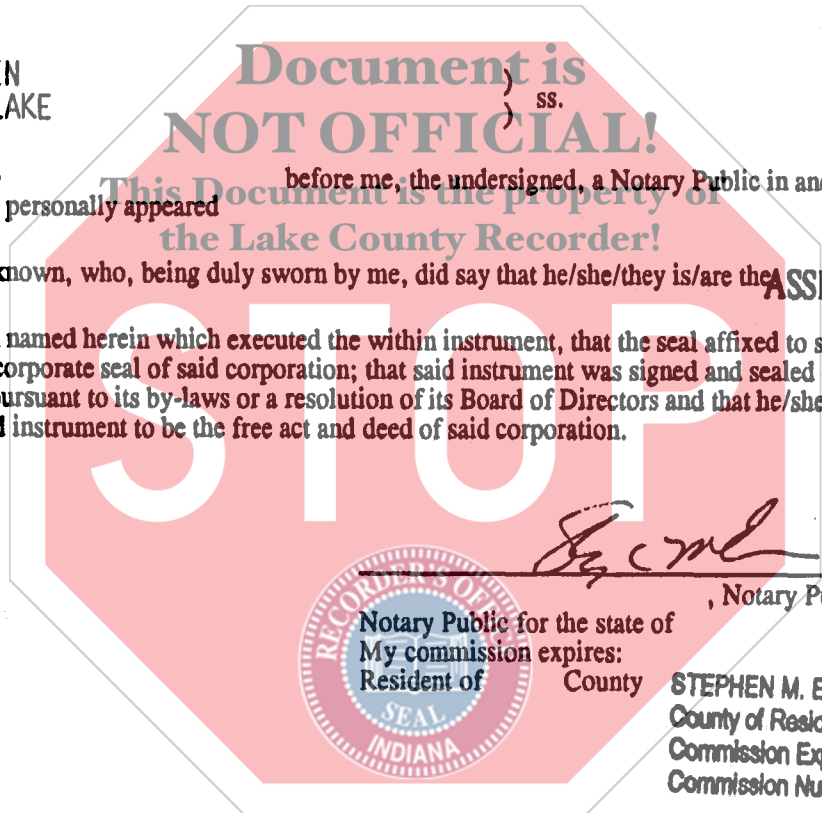 Document is
N
)
LAKE
) ss.
NOT OFFICIAL!
before me, the undersigned, a Notary Public in and
This Document is the property of
personally appeared
the Lake County Recorder!
known, who, being duly sworn by me, did say that he/she/they is/are the ASSI
named herein which executed the within instrument, that the seal affixed to s
corporate seal of said corporation; that said instrument was signed and sealed
ursuant to its by-laws or a resolution of its Board of Directors and that he/she
instrument to be the free act and deed of said corporation.
STOP
, Notary Pu
Notary Public for the state of
My commission expires:
Resident of County
RECORDER'S OFFICE
SEAL
INDIANA
STEPHEN M. E
County of Resid
Commission Exp
Commission Nu